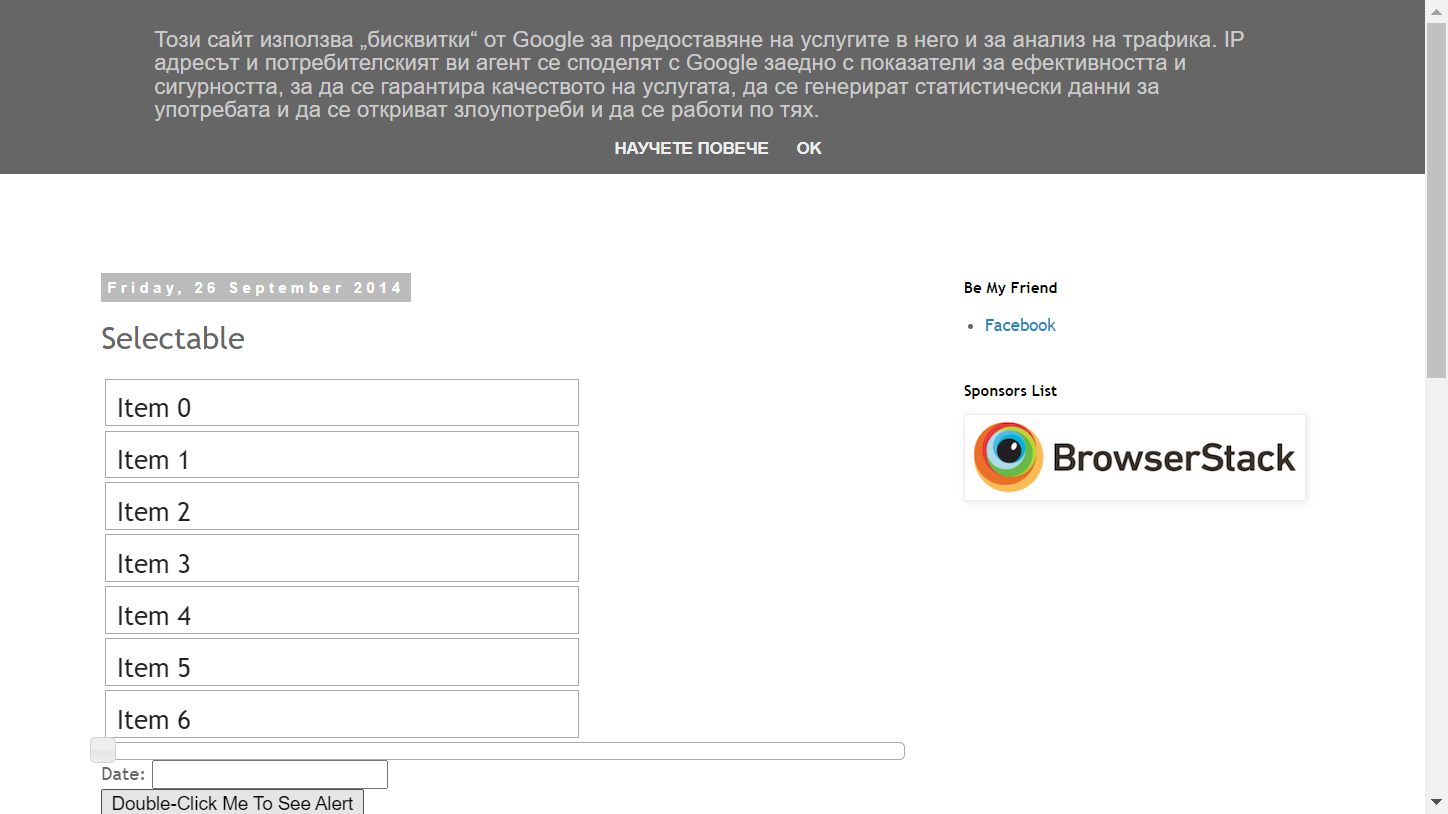 Този сайт използва „бисквитки“ от Google за предоставяне на услугите в него и за анализ на трафика. IP
адресът и потребителският ви агент се споделят с Google заедно с показатели за ефективността и
сигурността, за да се гарантира качеството на услугата, да се генерират статистически данни за
употребата и да се откриват злоупотреби и да се работи по тях.
НАУЧЕТЕ ПОВЕЧЕ OK
Friday, 26 September 2014
Selectable
Item 0
Item 1
Item 2
Item 3
Item 4
Item 5
Item 6
Date:
Double-Click Me To See Alert
Be My Friend
Facebook
Sponsors List
BrowserStack